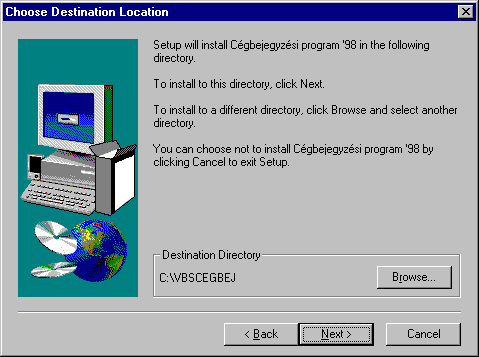 Choose Destination Location
Setup will install Cégbejegyzési program '98 in the following
directory.
To install to this directory, click Next.
To install to a different directory, click Browse and select another
directory.
You can choose not to install Cégbejegyzési program '98 by
clicking Cancel to exit Setup.
Destination Directory
C:\VBSCEGBEJ
Browse...
< Back
Next >
Cancel